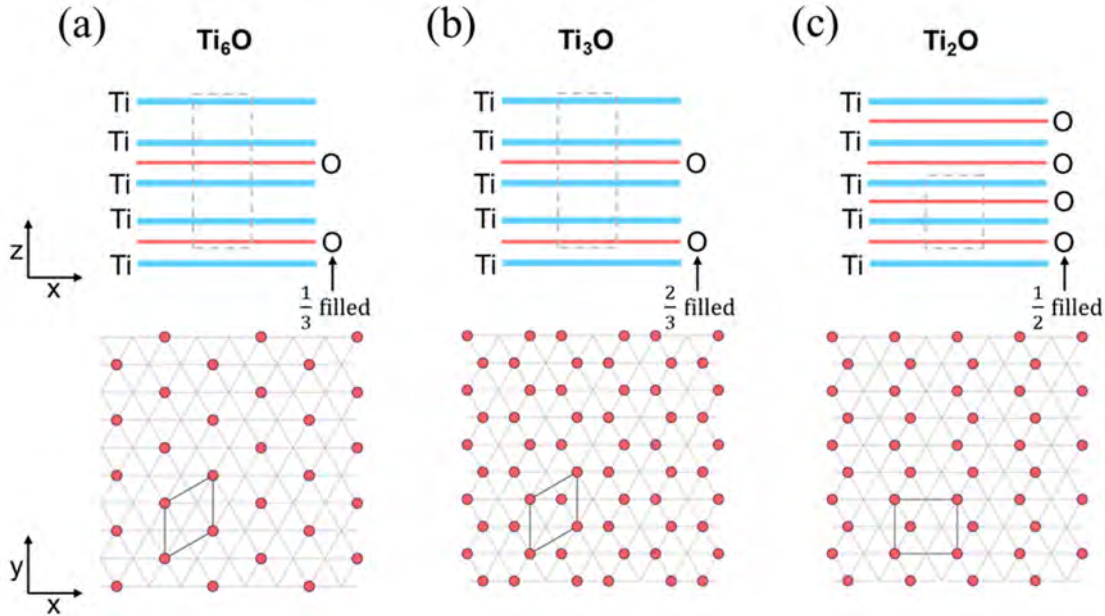 (a) Ti₆O (b) Ti₃O (c) Ti₂O
Ti Ti Ti
O
Ti Ti Ti
O O O
Ti Ti Ti
O
Ti Ti Ti
z O O O
Ti Ti Ti
x
1/3 filled 2/3 filled 1/2 filled
y
x